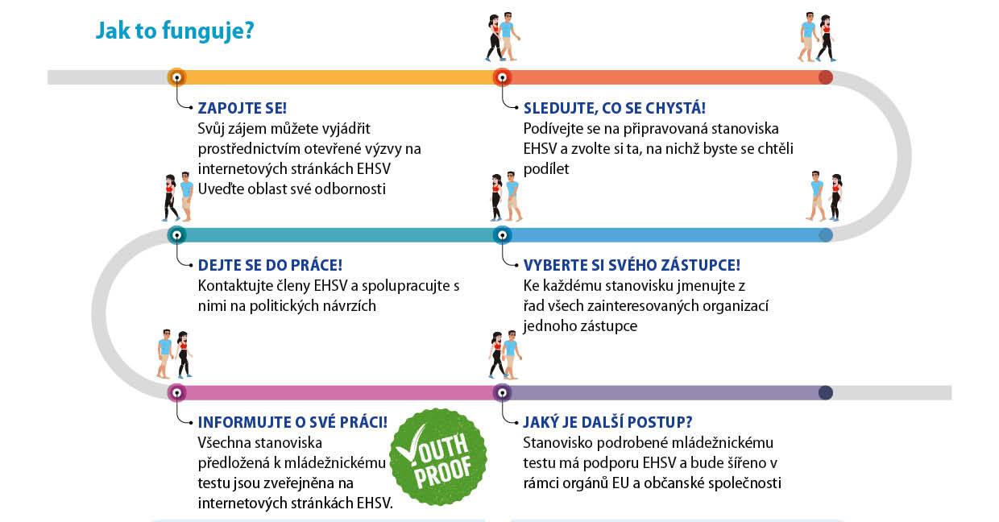 Jak to funguje?
ZAPOJTE SE!
Svůj zájem můžete vyjádřit
prostřednictvím otevřené výzvy na
internetových stránkách EHSV
Uveďte oblast své odbornosti
SLEDUJTE, CO SE CHYSTÁ!
Podívejte se na připravovaná stanoviska
EHSV a zvolte si ta, na nichž byste se chtěli
podílet
VYBERTE SI SVÉHO ZÁSTUPCE!
Ke každému stanovisku jmenujte z
řad všech zainteresovaných organizací
jednoho zástupce
DEJTE SE DO PRÁCE!
Kontaktujte členy EHSV a spolupracujte s
nimi na politických návrzích
INFORMUJTE O SVÉ PRÁCI!
Všechna stanoviska
předložená k mládežnickému
testu jsou zveřejněna na
internetových stránkách EHSV.
YOUTH
PROOF
JAKÝ JE DALŠÍ POSTUP?
Stanovisko podrobené mládežnickému
testu má podporu EHSV a bude šířeno v
rámci orgánů EU a občanské společnosti